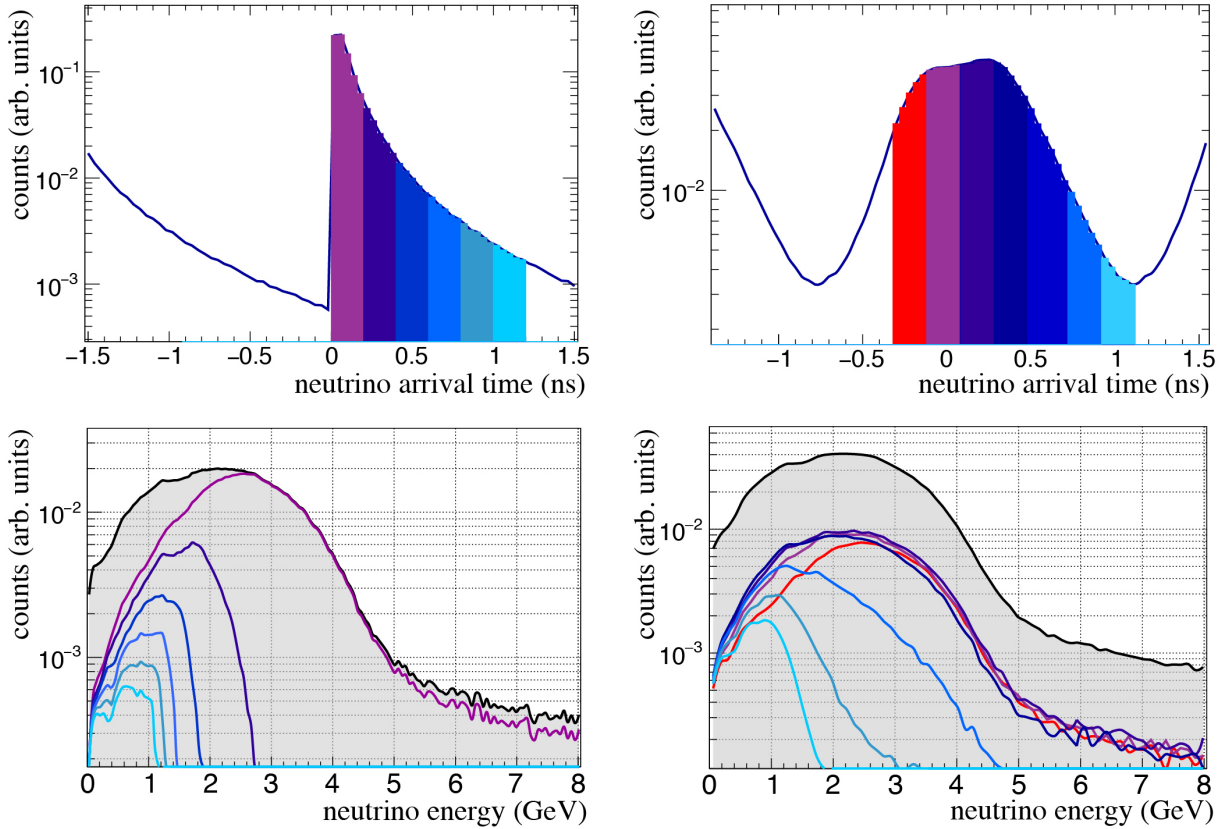 counts (arb. units)
10⁻¹
10⁻²
10⁻³
−1.5 −1 −0.5 0 0.5 1 1.5
neutrino arrival time (ns)
counts (arb. units)
10⁻²
−1 −0.5 0 0.5 1 1.5
neutrino arrival time (ns)
counts (arb. units)
10⁻²
10⁻³
0 1 2 3 4 5 6 7 8
neutrino energy (GeV)
counts (arb. units)
10⁻²
10⁻³
0 1 2 3 4 5 6 7 8
neutrino energy (GeV)